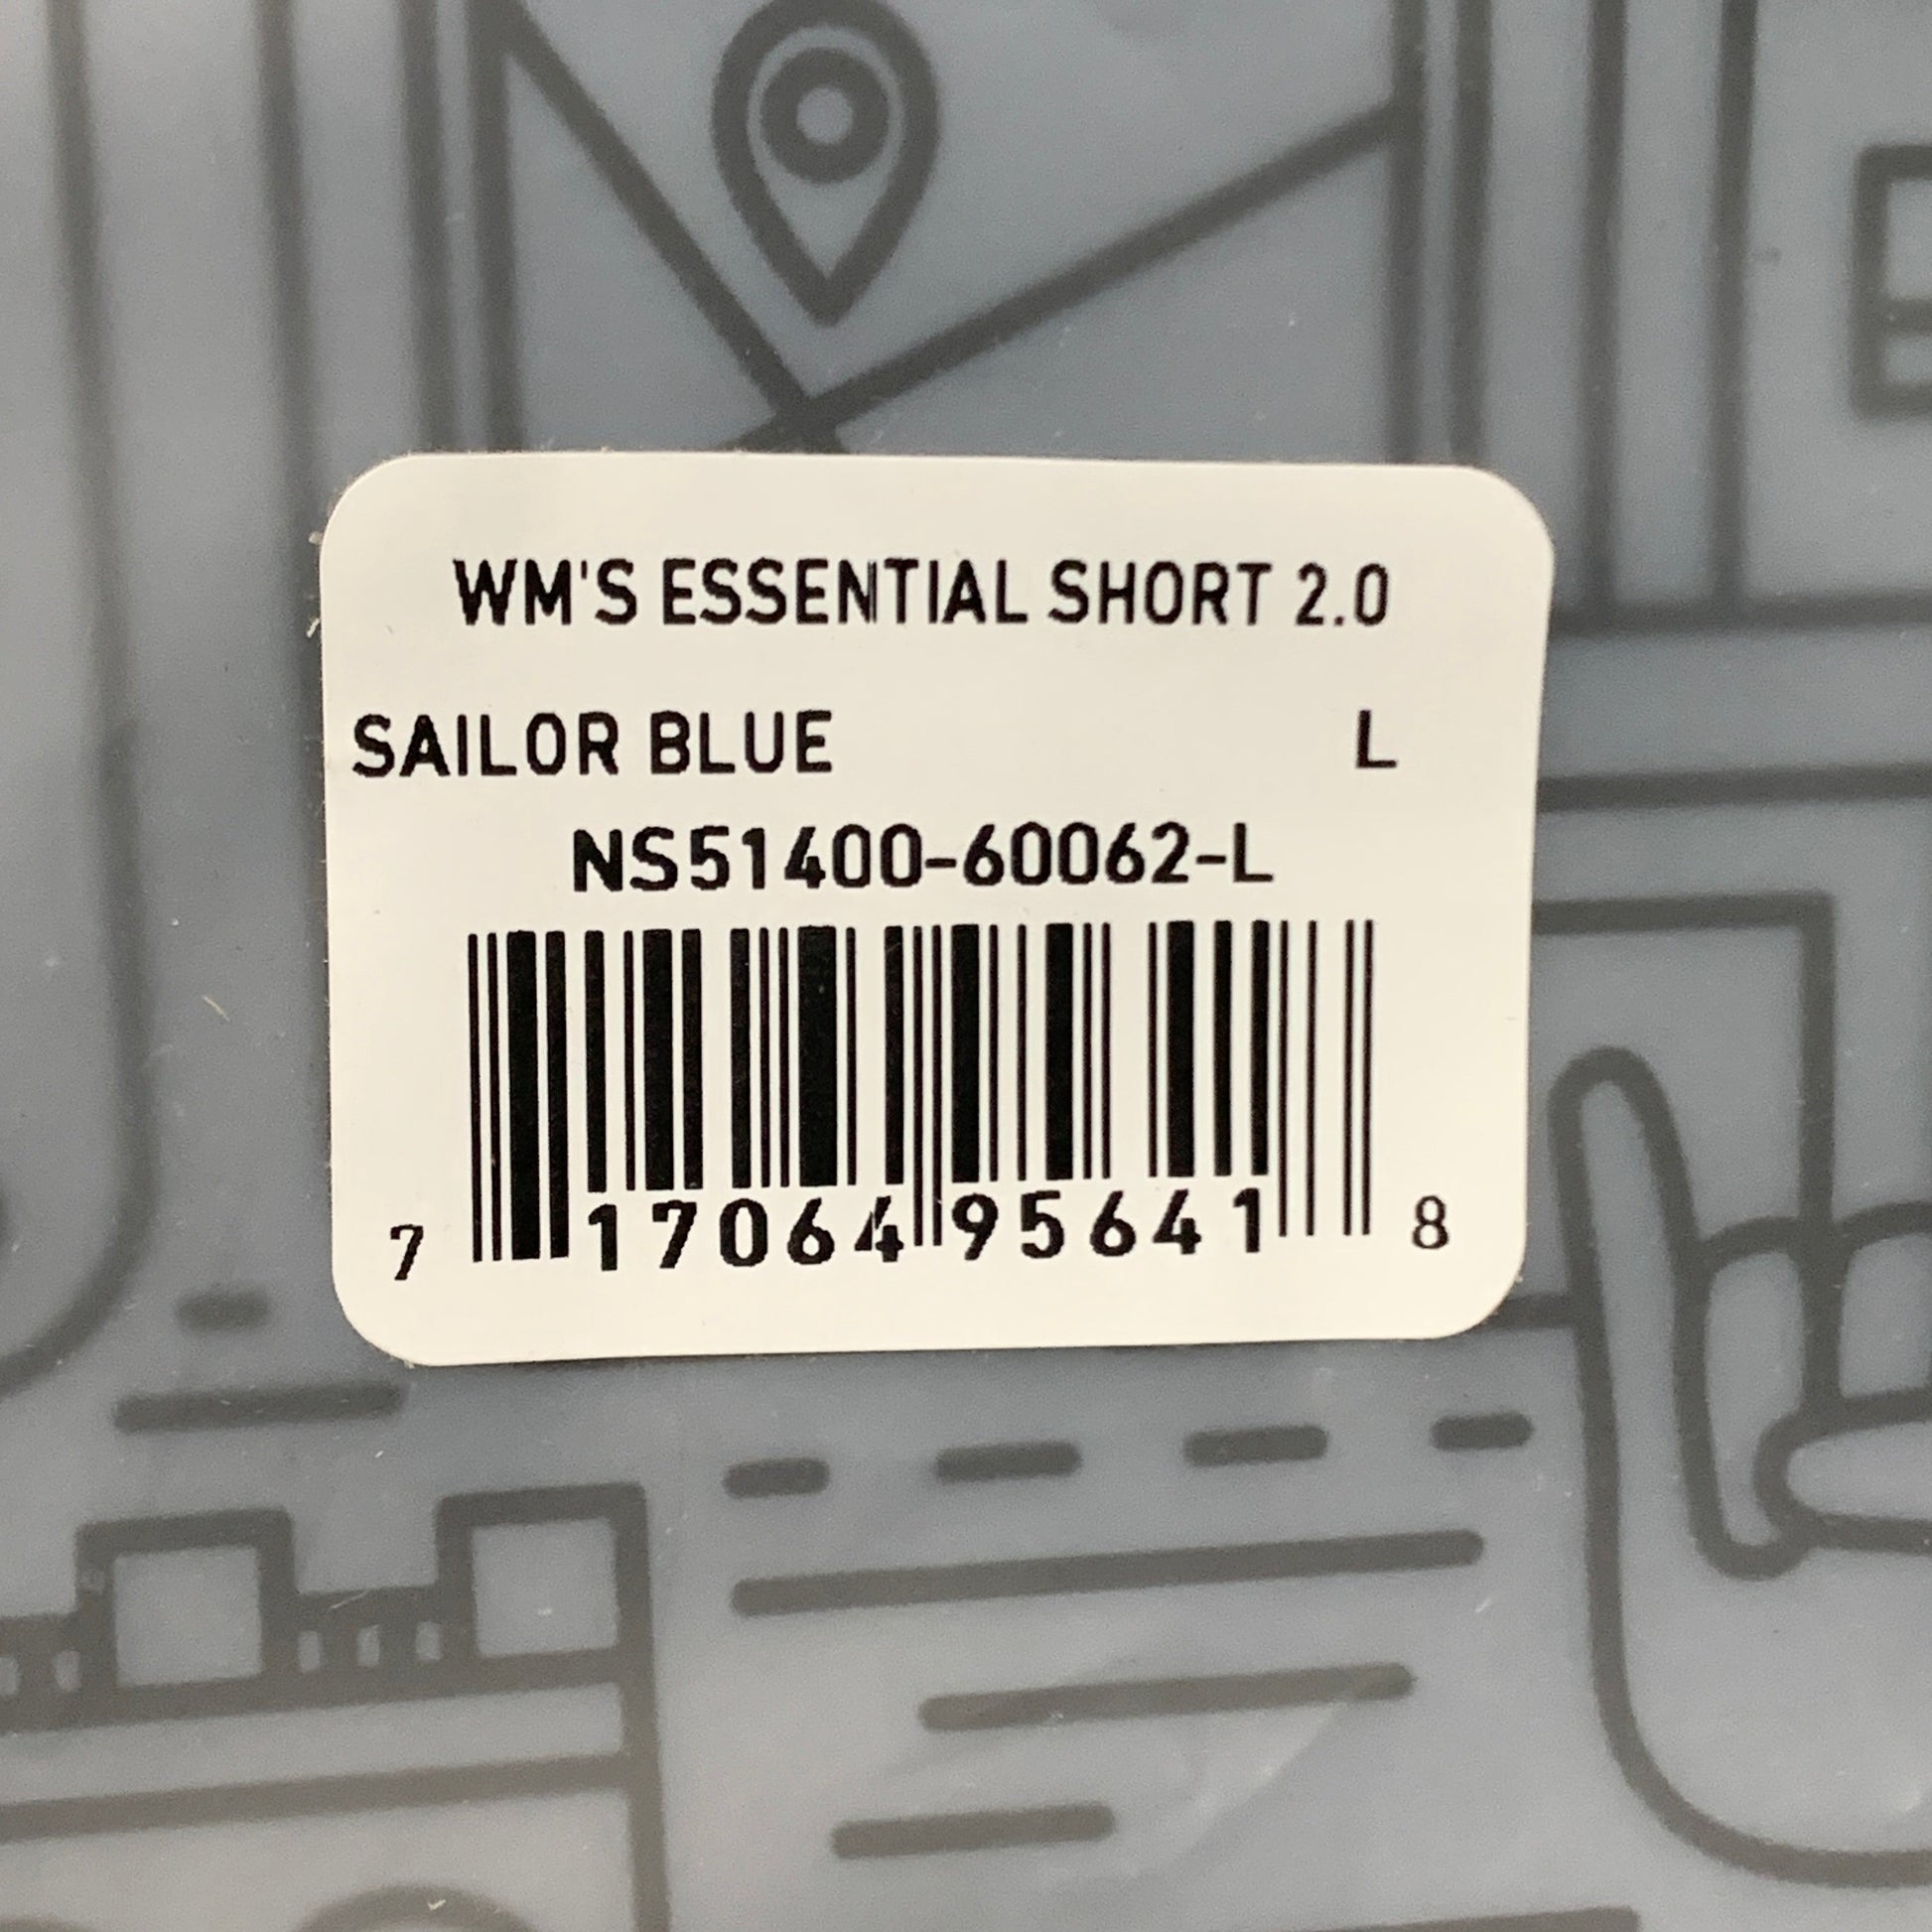 WM'S ESSENTIAL SHORT 2.0
SAILOR BLUE L
NS51400-60062-L
7 17064 95641 8